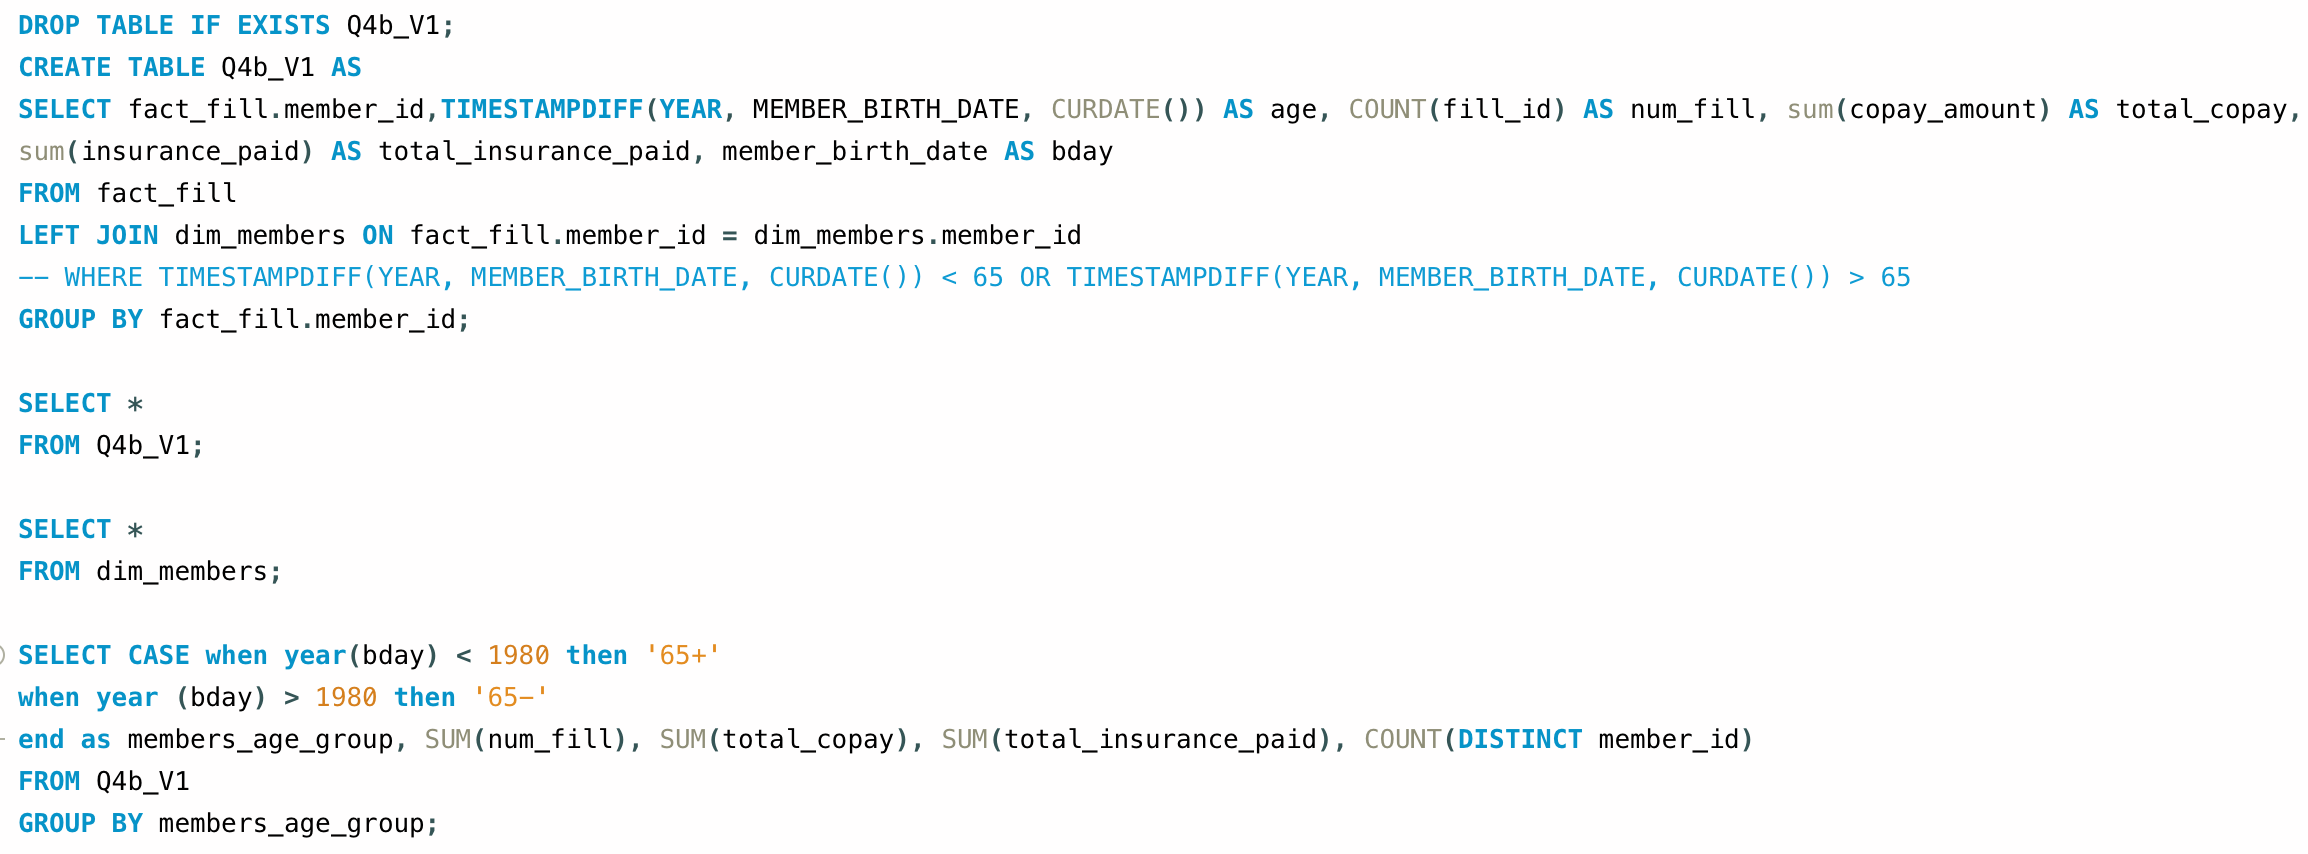 DROP TABLE IF EXISTS Q4b_V1;
CREATE TABLE Q4b_V1 AS
SELECT fact_fill.member_id,TIMESTAMPDIFF(YEAR, MEMBER_BIRTH_DATE, CURDATE()) AS age, COUNT(fill_id) AS num_fill, sum(copay_amount) AS total_copay,
sum(insurance_paid) AS total_insurance_paid, member_birth_date AS bday
FROM fact_fill
LEFT JOIN dim_members ON fact_fill.member_id = dim_members.member_id
-- WHERE TIMESTAMPDIFF(YEAR, MEMBER_BIRTH_DATE, CURDATE()) < 65 OR TIMESTAMPDIFF(YEAR, MEMBER_BIRTH_DATE, CURDATE()) > 65
GROUP BY fact_fill.member_id;
SELECT *
FROM Q4b_V1;
SELECT *
FROM dim_members;
SELECT CASE when year(bday) < 1980 then '65+'
when year (bday) > 1980 then '65-'
end as members_age_group, SUM(num_fill), SUM(total_copay), SUM(total_insurance_paid), COUNT(DISTINCT member_id)
FROM Q4b_V1
GROUP BY members_age_group;